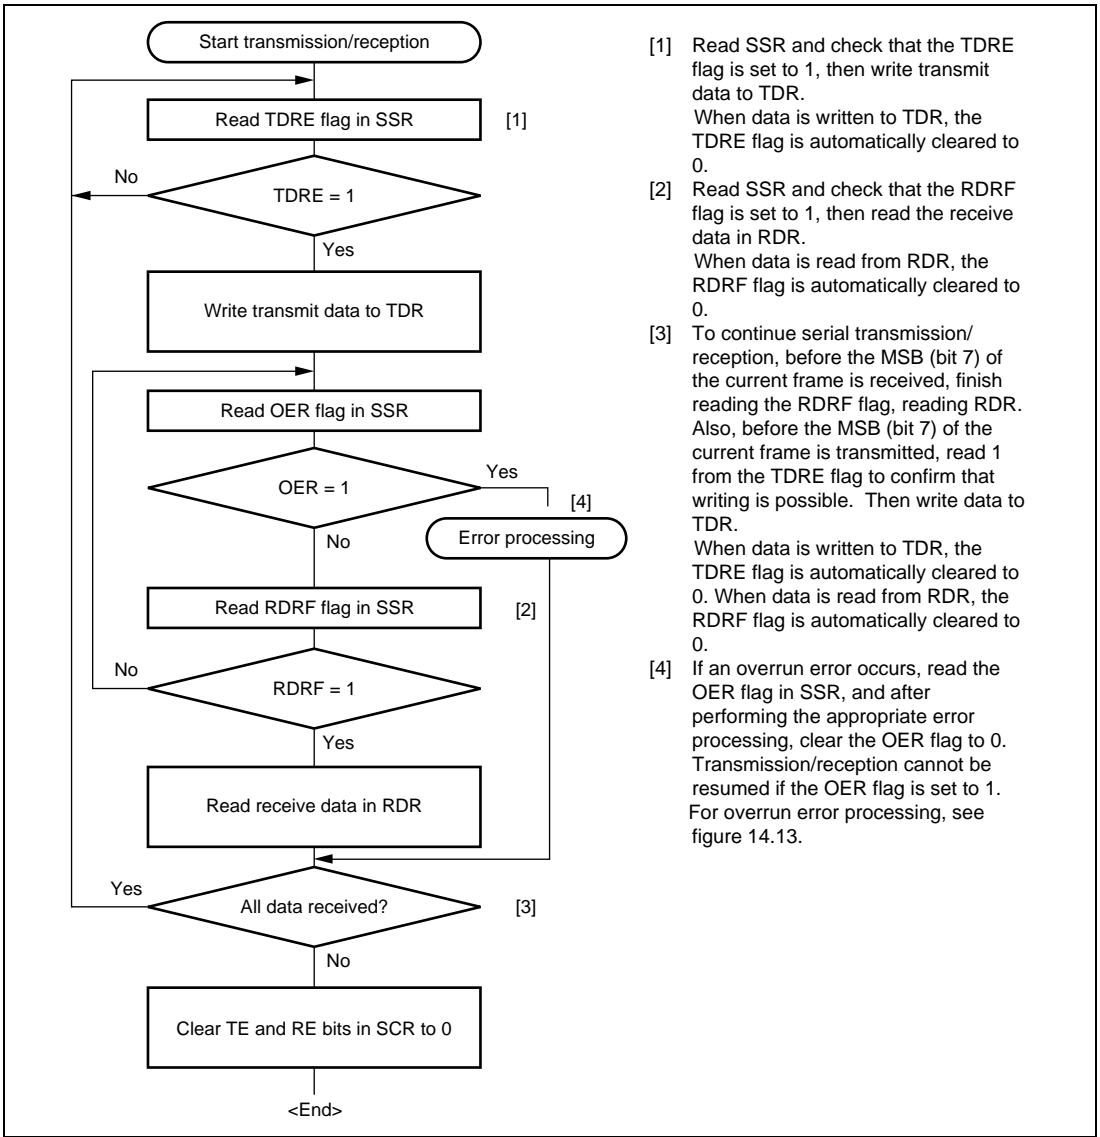 Start transmission/reception
Read TDRE flag in SSR
[1]
No
TDRE = 1
Yes
Write transmit data to TDR
Read OER flag in SSR
OER = 1
Yes
[4]
No
Error processing
Read RDRF flag in SSR
[2]
No
RDRF = 1
Yes
Read receive data in RDR
Yes
All data received?
[3]
No
Clear TE and RE bits in SCR to 0
<End>
[1] Read SSR and check that the TDRE
flag is set to 1, then write transmit
data to TDR.
When data is written to TDR, the
TDRE flag is automatically cleared to
0.
[2] Read SSR and check that the RDRF
flag is set to 1, then read the receive
data in RDR.
When data is read from RDR, the
RDRF flag is automatically cleared to
0.
[3] To continue serial transmission/
reception, before the MSB (bit 7) of
the current frame is received, finish
reading the RDRF flag, reading RDR.
Also, before the MSB (bit 7) of the
current frame is transmitted, read 1
from the TDRE flag to confirm that
writing is possible. Then write data to
TDR.
When data is written to TDR, the
TDRE flag is automatically cleared to
0. When data is read from RDR, the
RDRF flag is automatically cleared to
0.
[4] If an overrun error occurs, read the
OER flag in SSR, and after
performing the appropriate error
processing, clear the OER flag to 0.
Transmission/reception cannot be
resumed if the OER flag is set to 1.
For overrun error processing, see
figure 14.13.